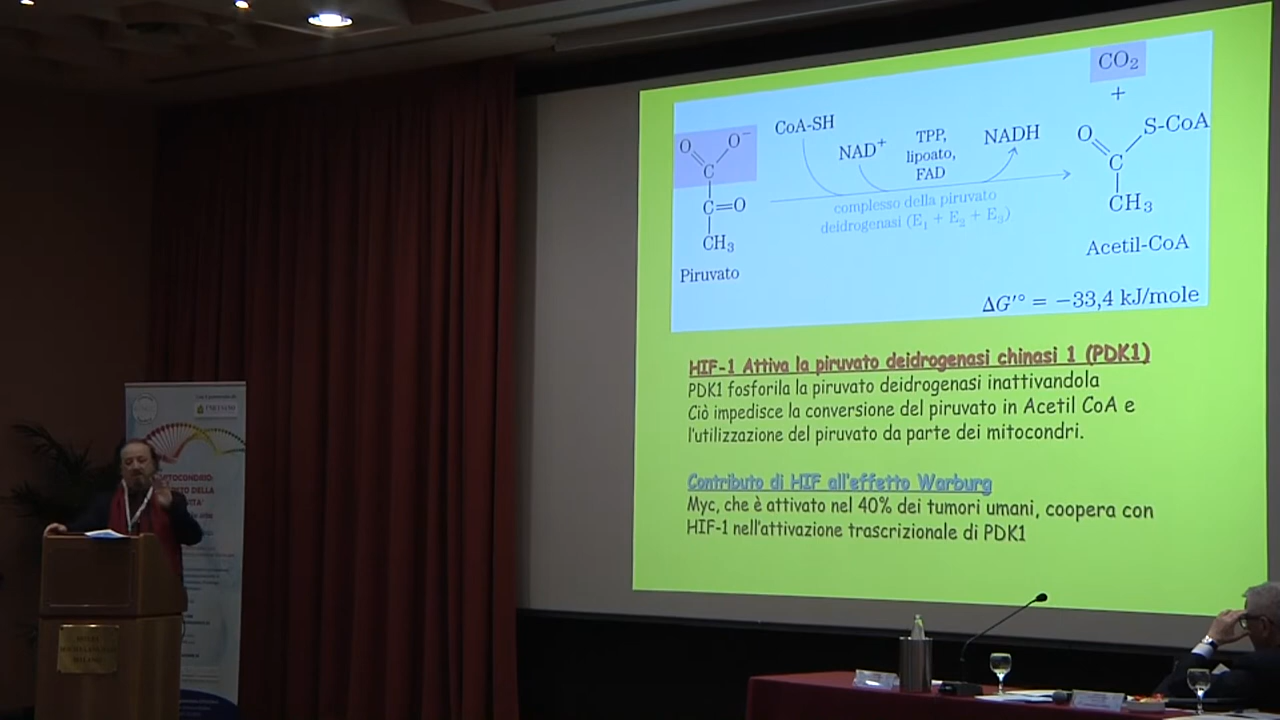 CO₂
+
O
O⁻
C
C=O
CH₃
Piruvato
CoA-SH
NAD⁺
TPP,
lipoato,
FAD
NADH
complesso della piruvato
deidrogenasi (E₁ + E₂ + E₃)
O
S-CoA
C
CH₃
Acetil-CoA
ΔG′° = −33,4 kJ/mole
HIF-1 Attiva la piruvato deidrogenasi chinasi 1 (PDK1)
PDK1 fosforila la piruvato deidrogenasi inattivandola
Ciò impedisce la conversione del piruvato in Acetil CoA e
l'utilizzazione del piruvato da parte dei mitocondri.
Contributo di HIF all'effetto Warburg
Myc, che è attivato nel 40% dei tumori umani, coopera con
HIF-1 nell'attivazione trascrizionale di PDK1